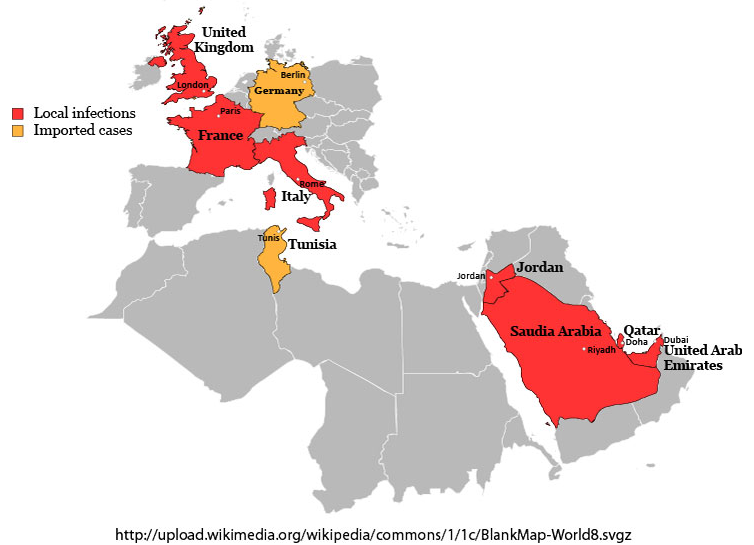 United
Kingdom
London
Berlin
Germany
Paris
Local infections
Imported cases
France
Rome
Italy
Tunis
Tunisia
Jordan
Jordan
Saudia Arabia
Qatar
Doha
Dubai
Riyadh
United Arab
Emirates
http://upload.wikimedia.org/wikipedia/commons/1/1c/BlankMap-World8.svgz